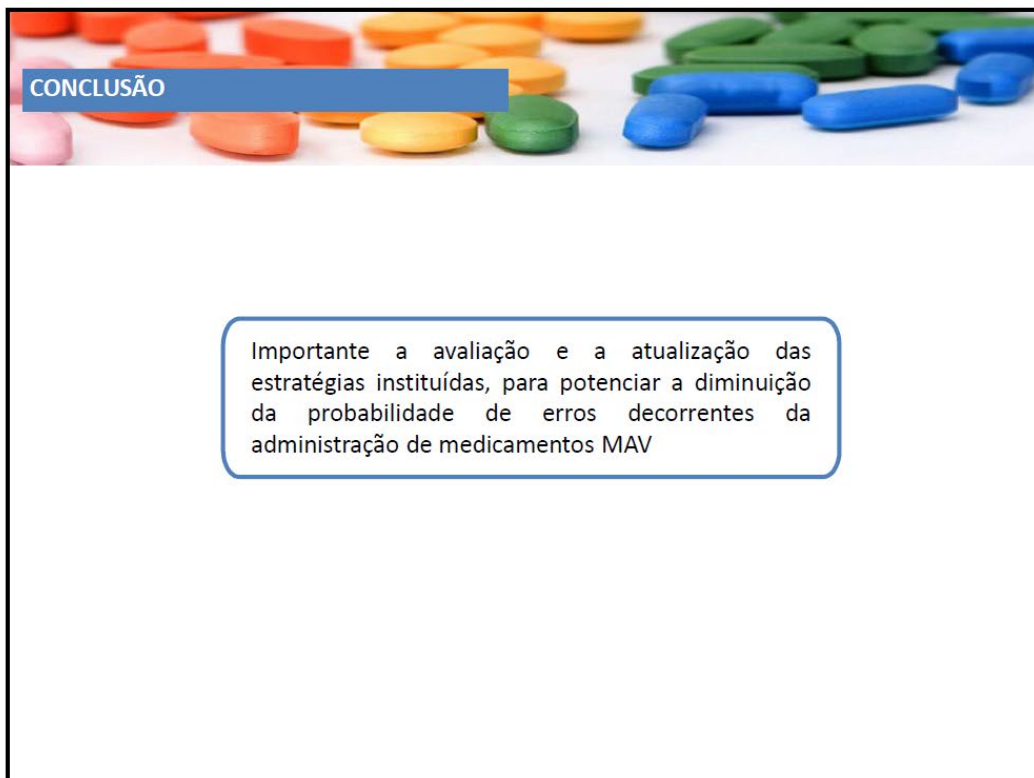 CONCLUSÃO
Importante a avaliação e a atualização das
estratégias instituídas, para potenciar a diminuição
da probabilidade de erros decorrentes da
administração de medicamentos MAV